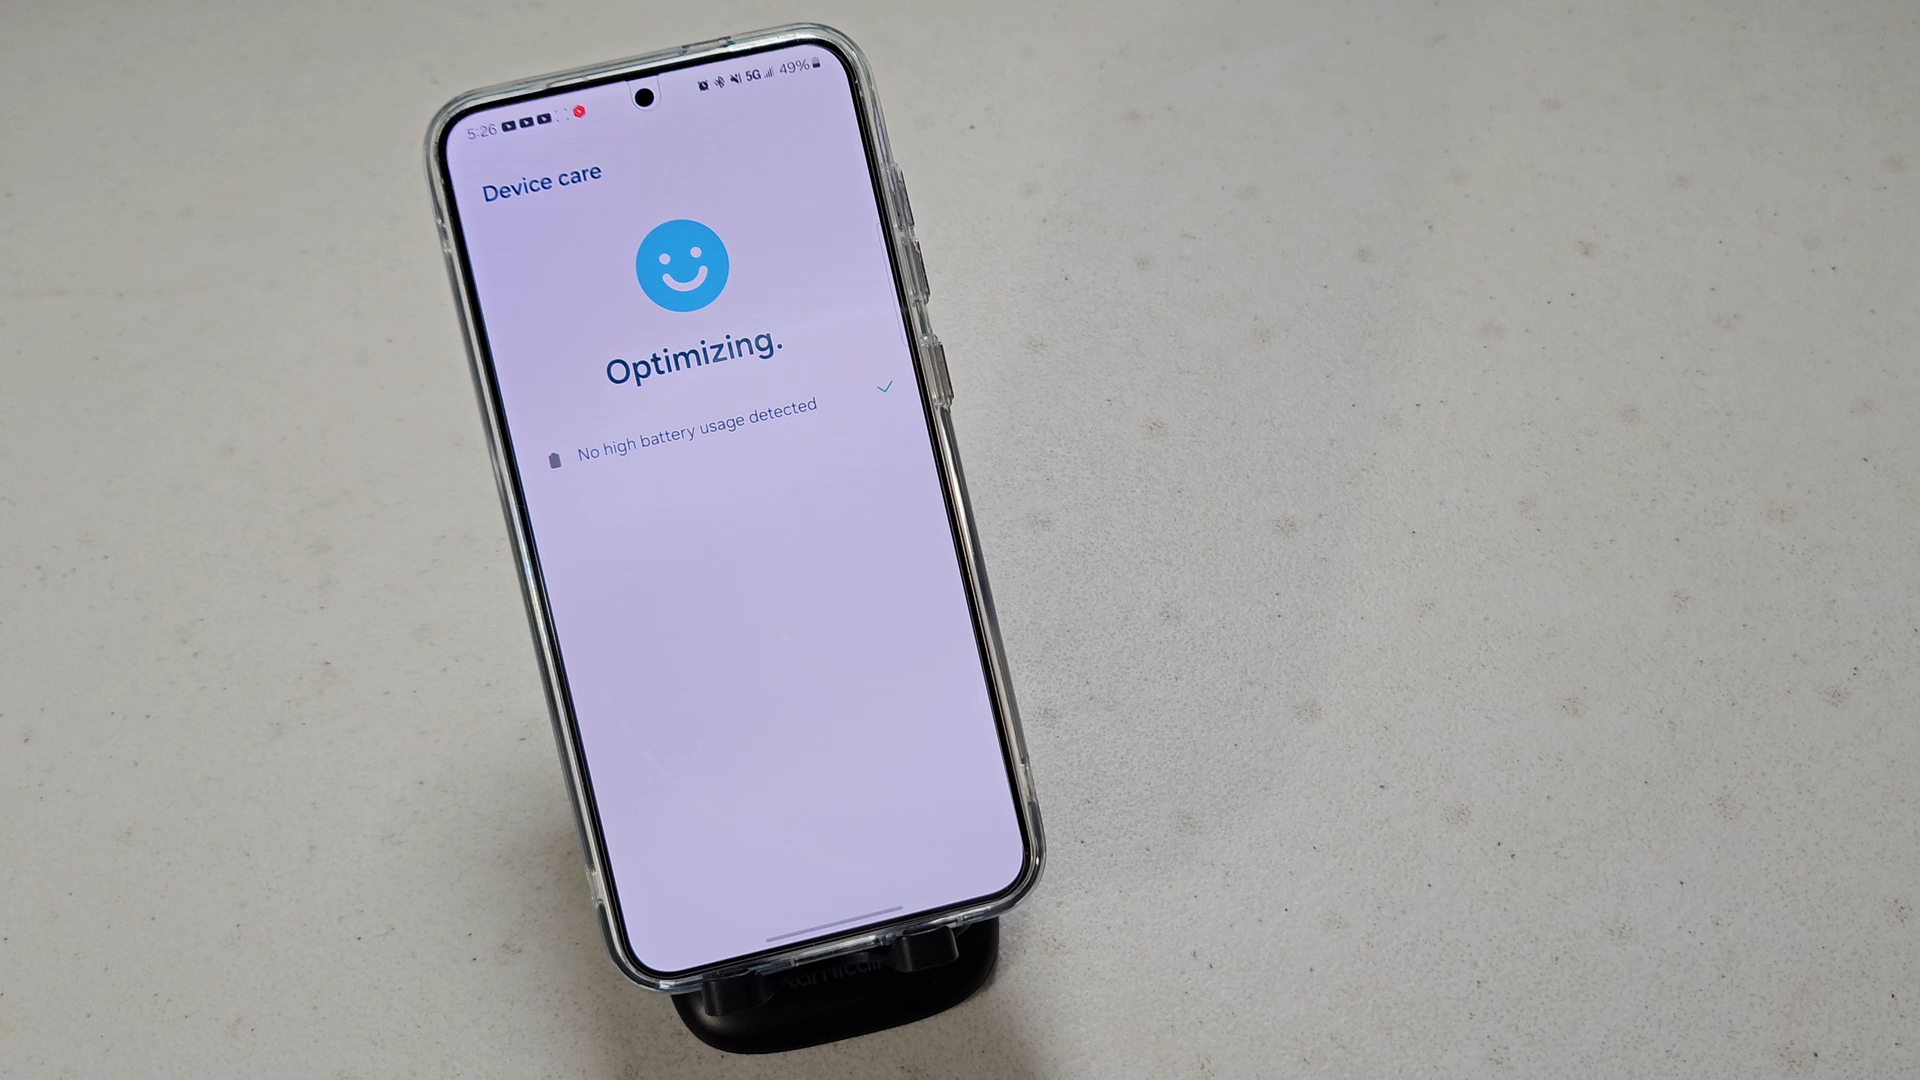 5:26 5G 49%
Device care
Optimizing.
No high battery usage detected